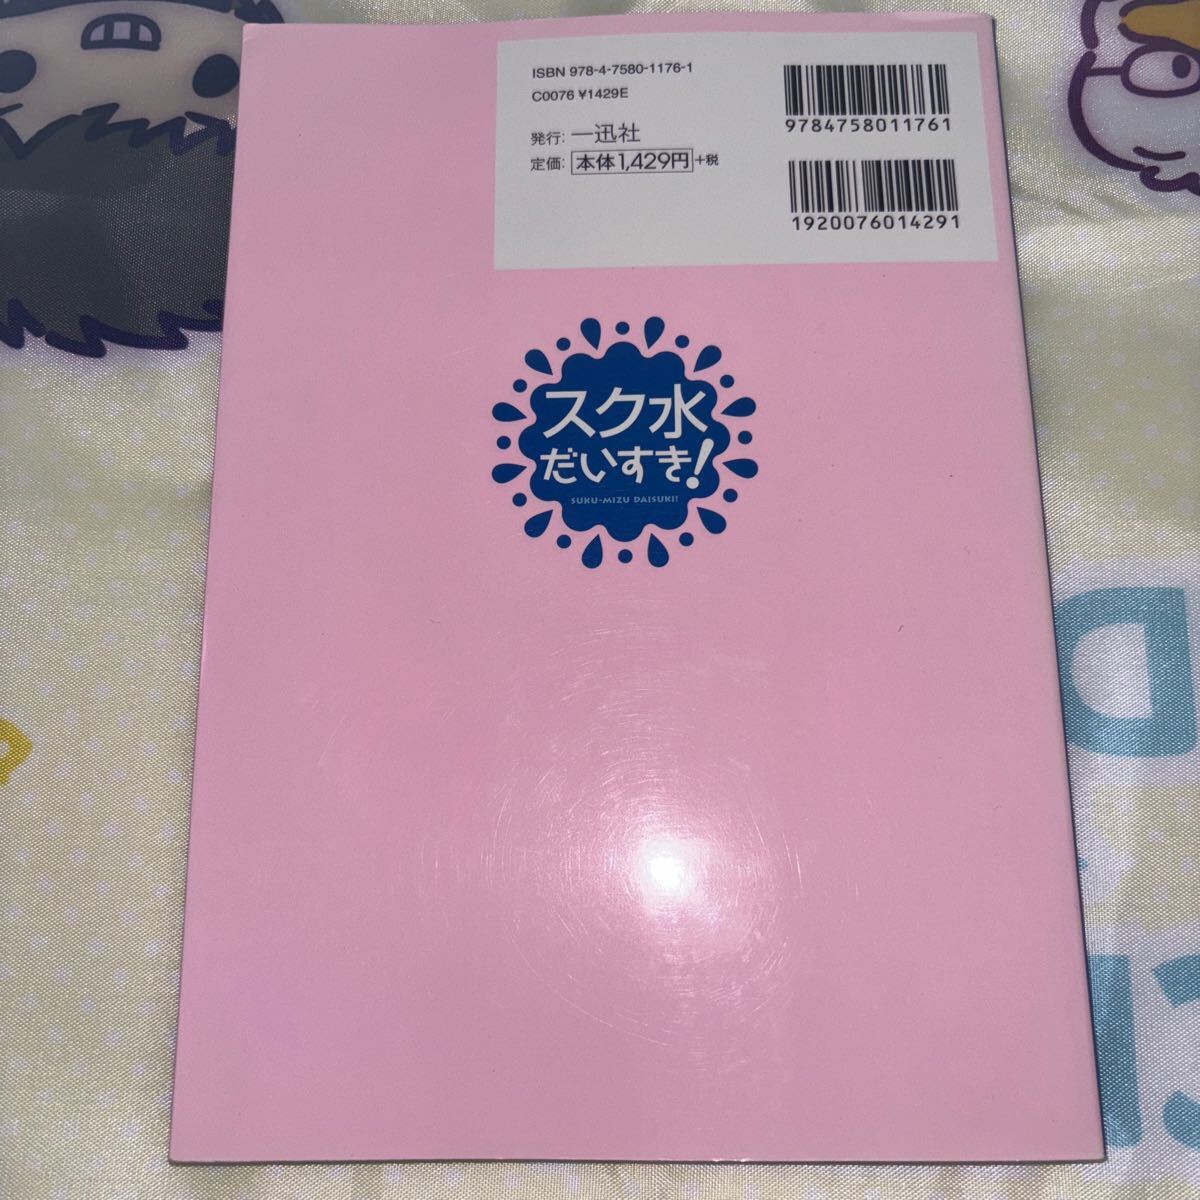 ISBN 978-4-7580-1176-1
C0076 ¥1429E
発行: 一迅社
定価: 本体1,429円+税
9784758011761
1920076014291
スク水
だいすき!
SUKU-MIZU DAISUKI!